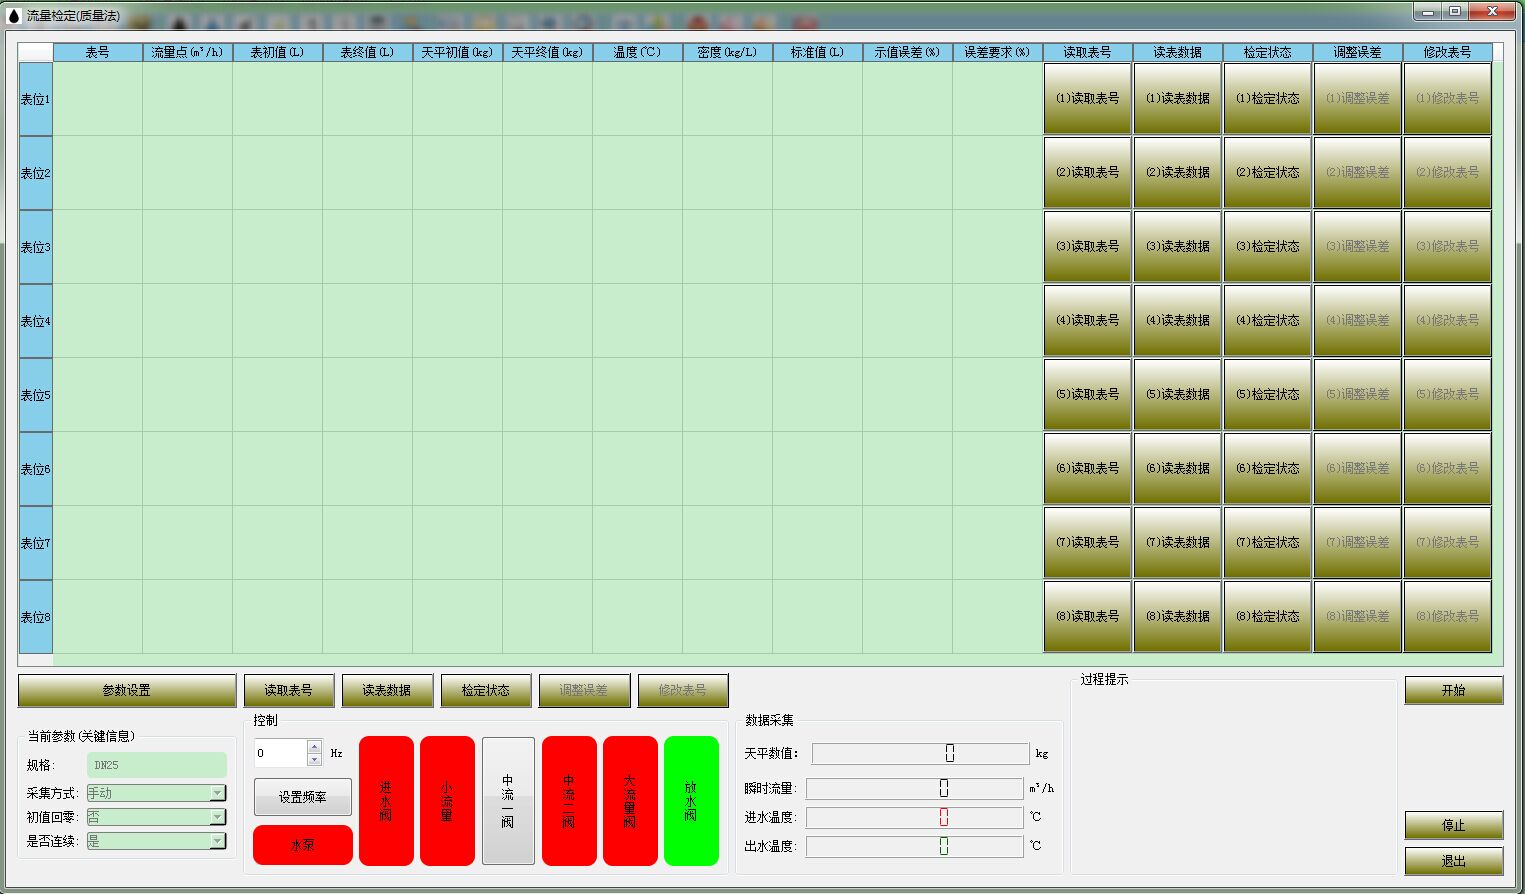 流量检定(质量法)
表号 流量点(m³/h) 表初值(L) 表终值(L) 天平初值(kg) 天平终值(kg) 温度(℃) 密度(kg/L) 标准值(L) 示值误差(%) 误差要求(%) 读取表号 读表数据 检定状态 调整误差 修改表号
表位1 (1)读取表号 (1)读表数据 (1)检定状态 (1)调整误差 (1)修改表号
表位2 (2)读取表号 (2)读表数据 (2)检定状态 (2)调整误差 (2)修改表号
表位3 (3)读取表号 (3)读表数据 (3)检定状态 (3)调整误差 (3)修改表号
表位4 (4)读取表号 (4)读表数据 (4)检定状态 (4)调整误差 (4)修改表号
表位5 (5)读取表号 (5)读表数据 (5)检定状态 (5)调整误差 (5)修改表号
表位6 (6)读取表号 (6)读表数据 (6)检定状态 (6)调整误差 (6)修改表号
表位7 (7)读取表号 (7)读表数据 (7)检定状态 (7)调整误差 (7)修改表号
表位8 (8)读取表号 (8)读表数据 (8)检定状态 (8)调整误差 (8)修改表号
参数设置 读取表号 读表数据 检定状态 调整误差 修改表号
当前参数(关键信息)
规格: DN25
采集方式: 手动
初值回零: 否
是否连续: 是
控制
0 Hz
设置频率
水泵
进水阀
小流量
中流一阀
中流二阀
大流量阀
放水阀
数据采集
天平数值: 0 kg
瞬时流量: 0 m³/h
进水温度: 0 ℃
出水温度: 0 ℃
过程提示
开始
停止
退出